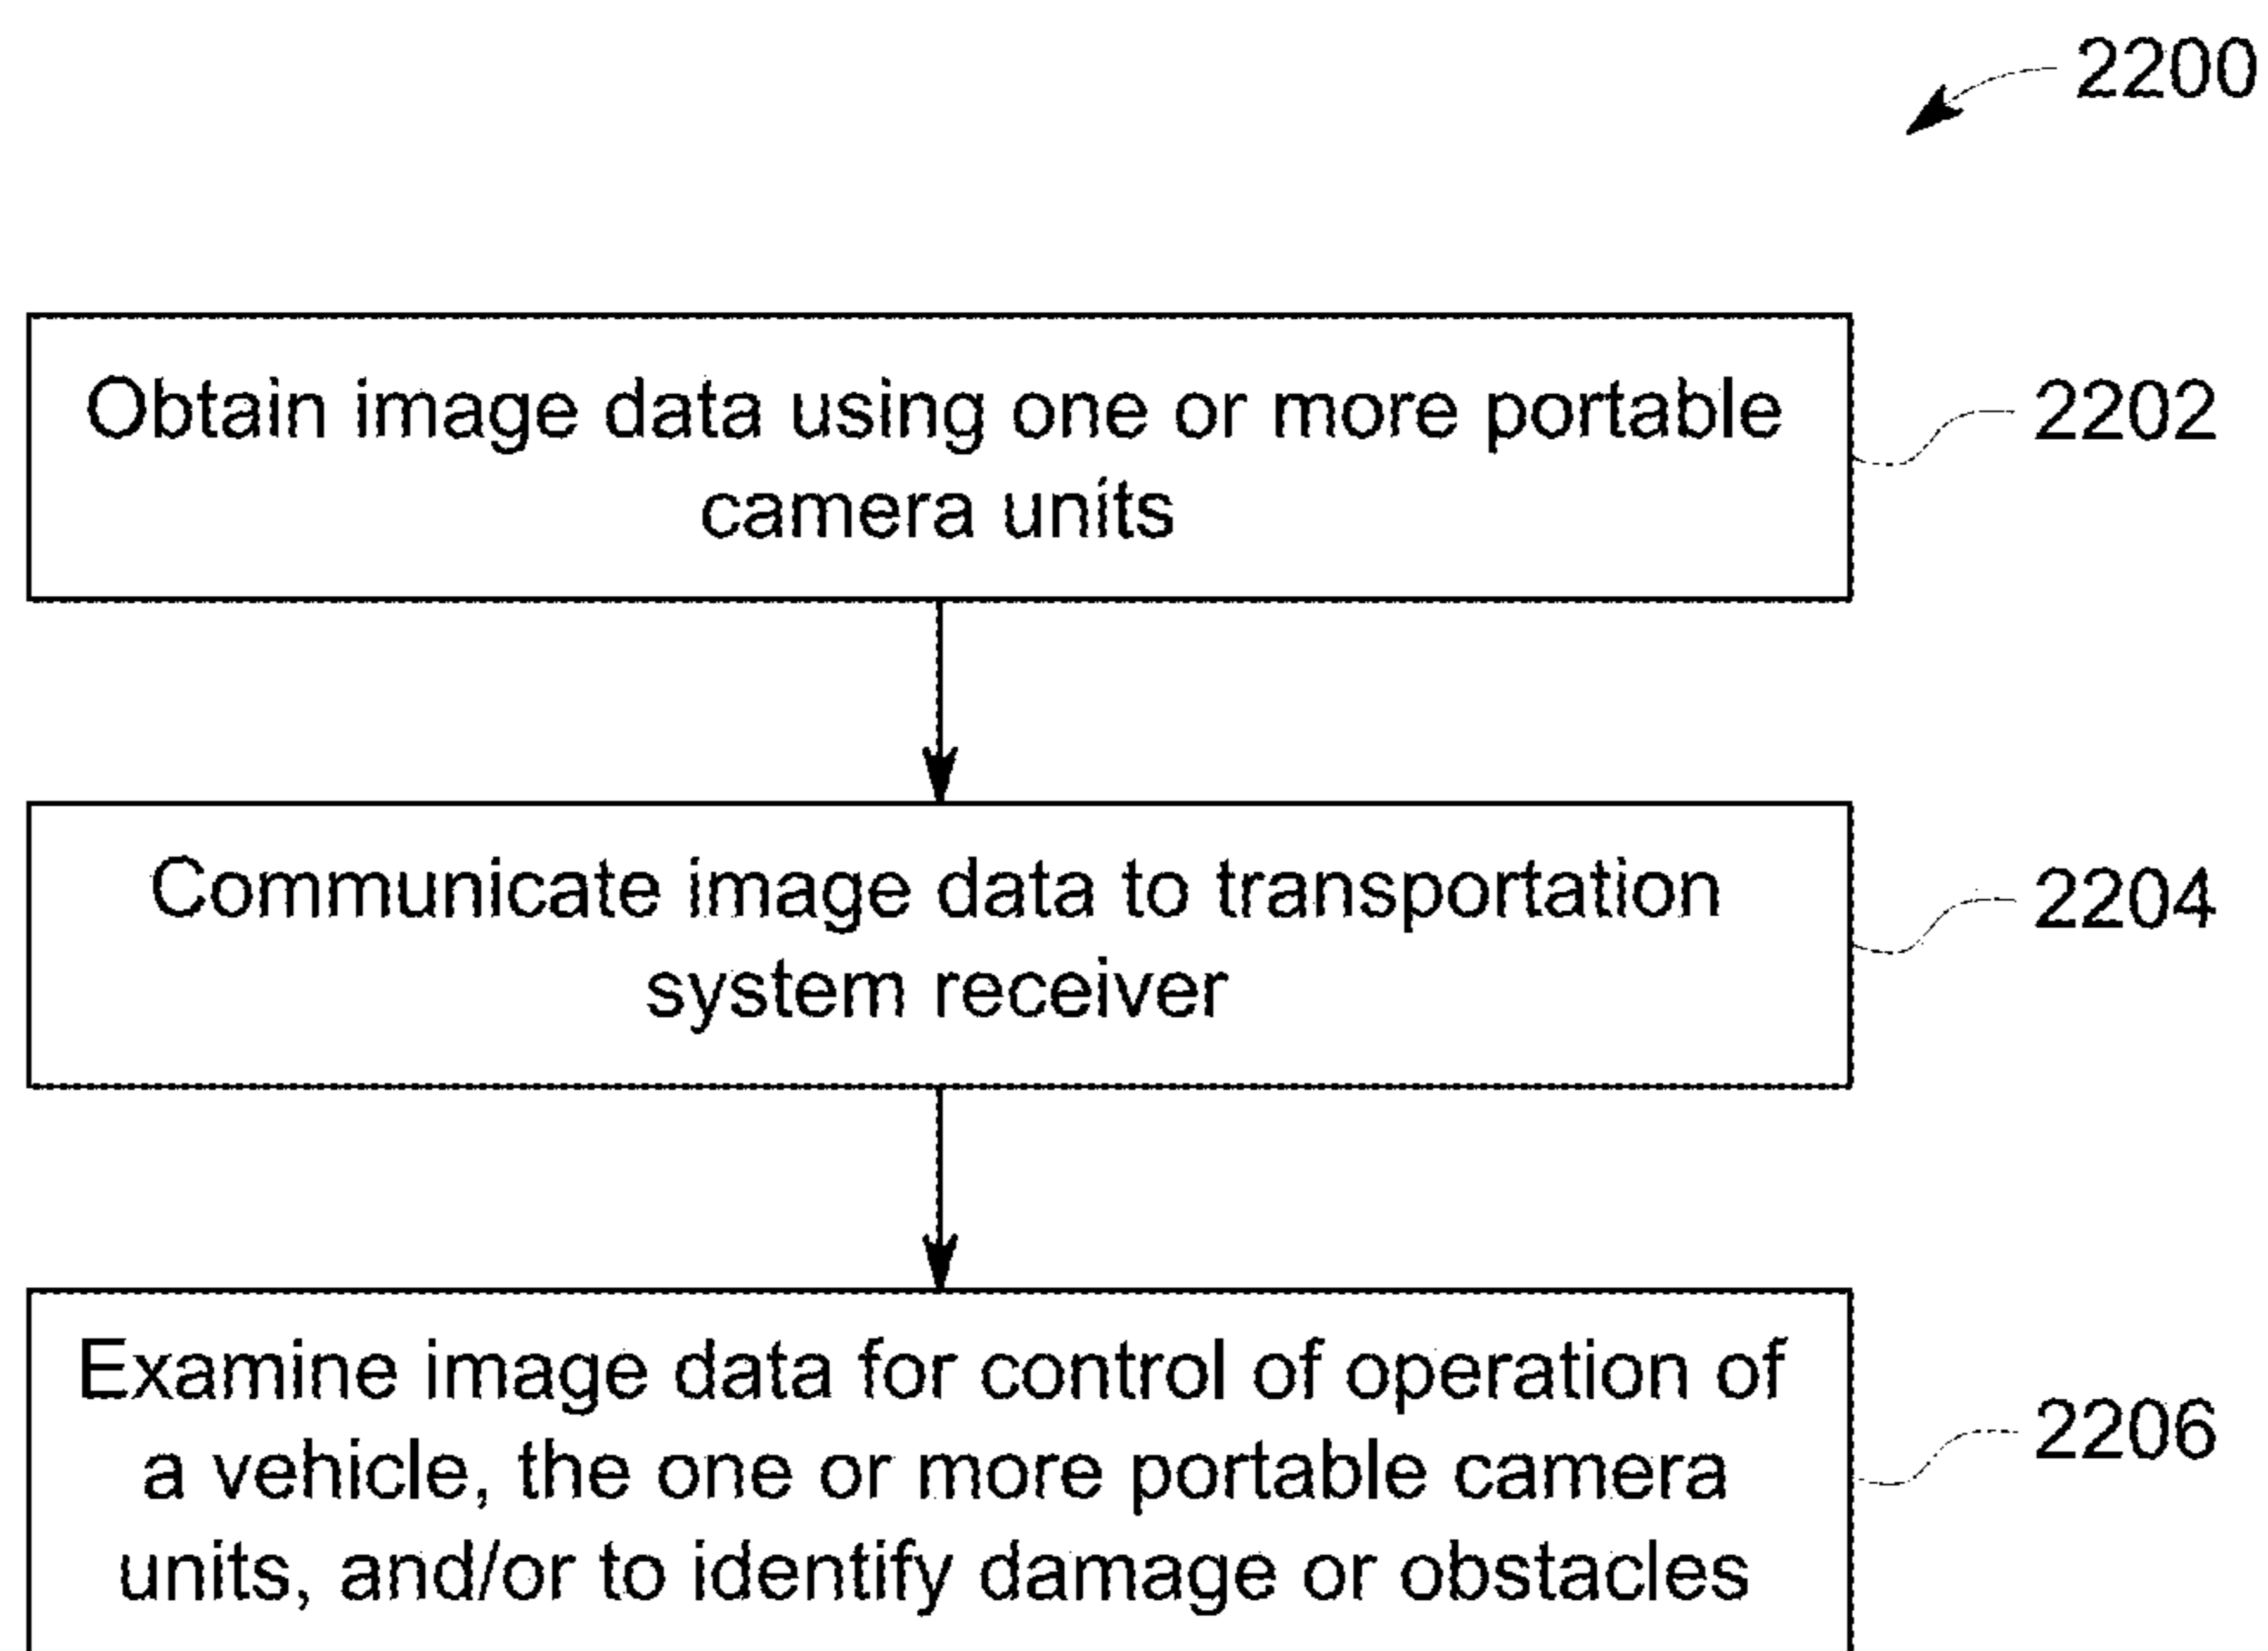 2200
Obtain image data using one or more portable
camera units
2202
Communicate image data to transportation
system receiver
2204
Examine image data for control of operation of
a vehicle, the one or more portable camera
units, and/or to identify damage or obstacles
2206